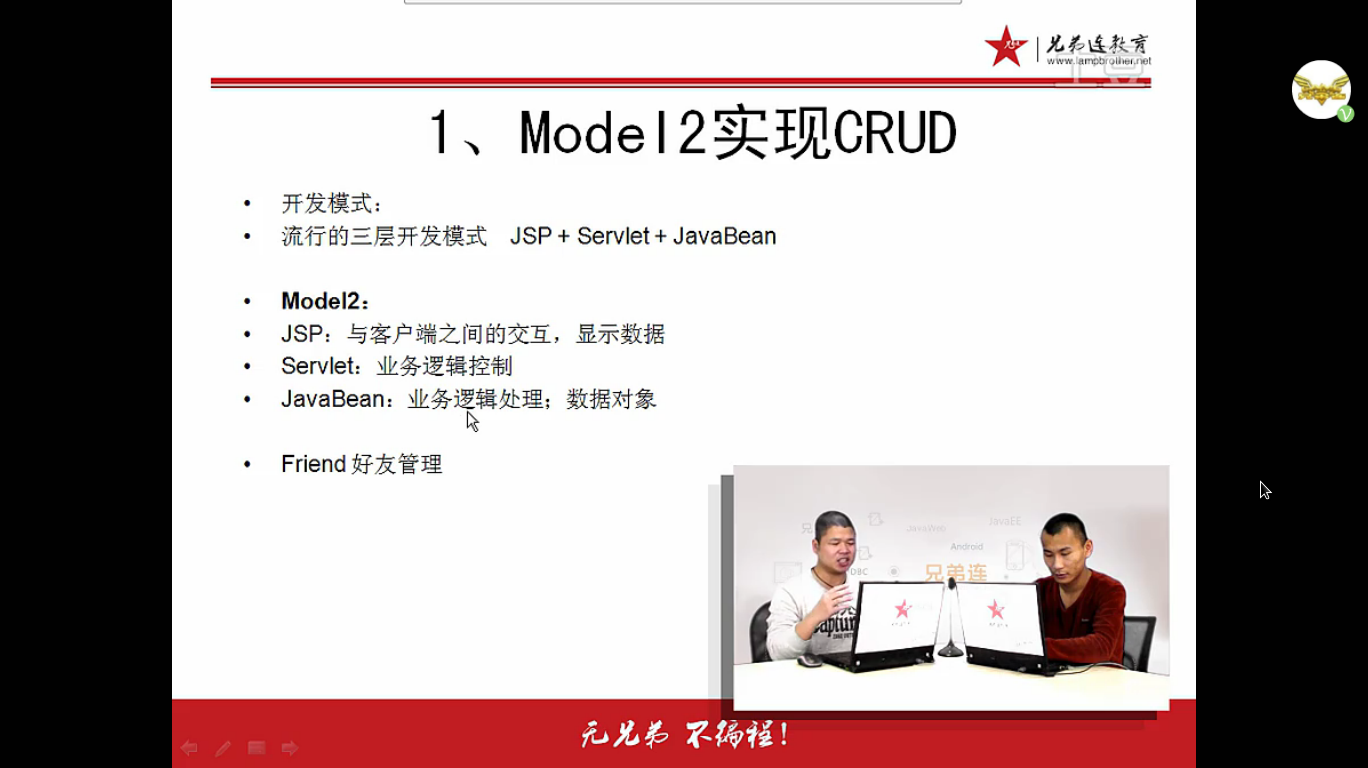 兄弟连教育
www.lampbrother.net
土豆
1、Model2实现CRUD
• 开发模式：
• 流行的三层开发模式 JSP + Servlet + JavaBean
• Model2：
• JSP：与客户端之间的交互，显示数据
• Servlet：业务逻辑控制
• JavaBean：业务逻辑处理；数据对象
• Friend 好友管理
JavaWeb
JavaEE
Android
兄弟连
无兄弟 不编程！